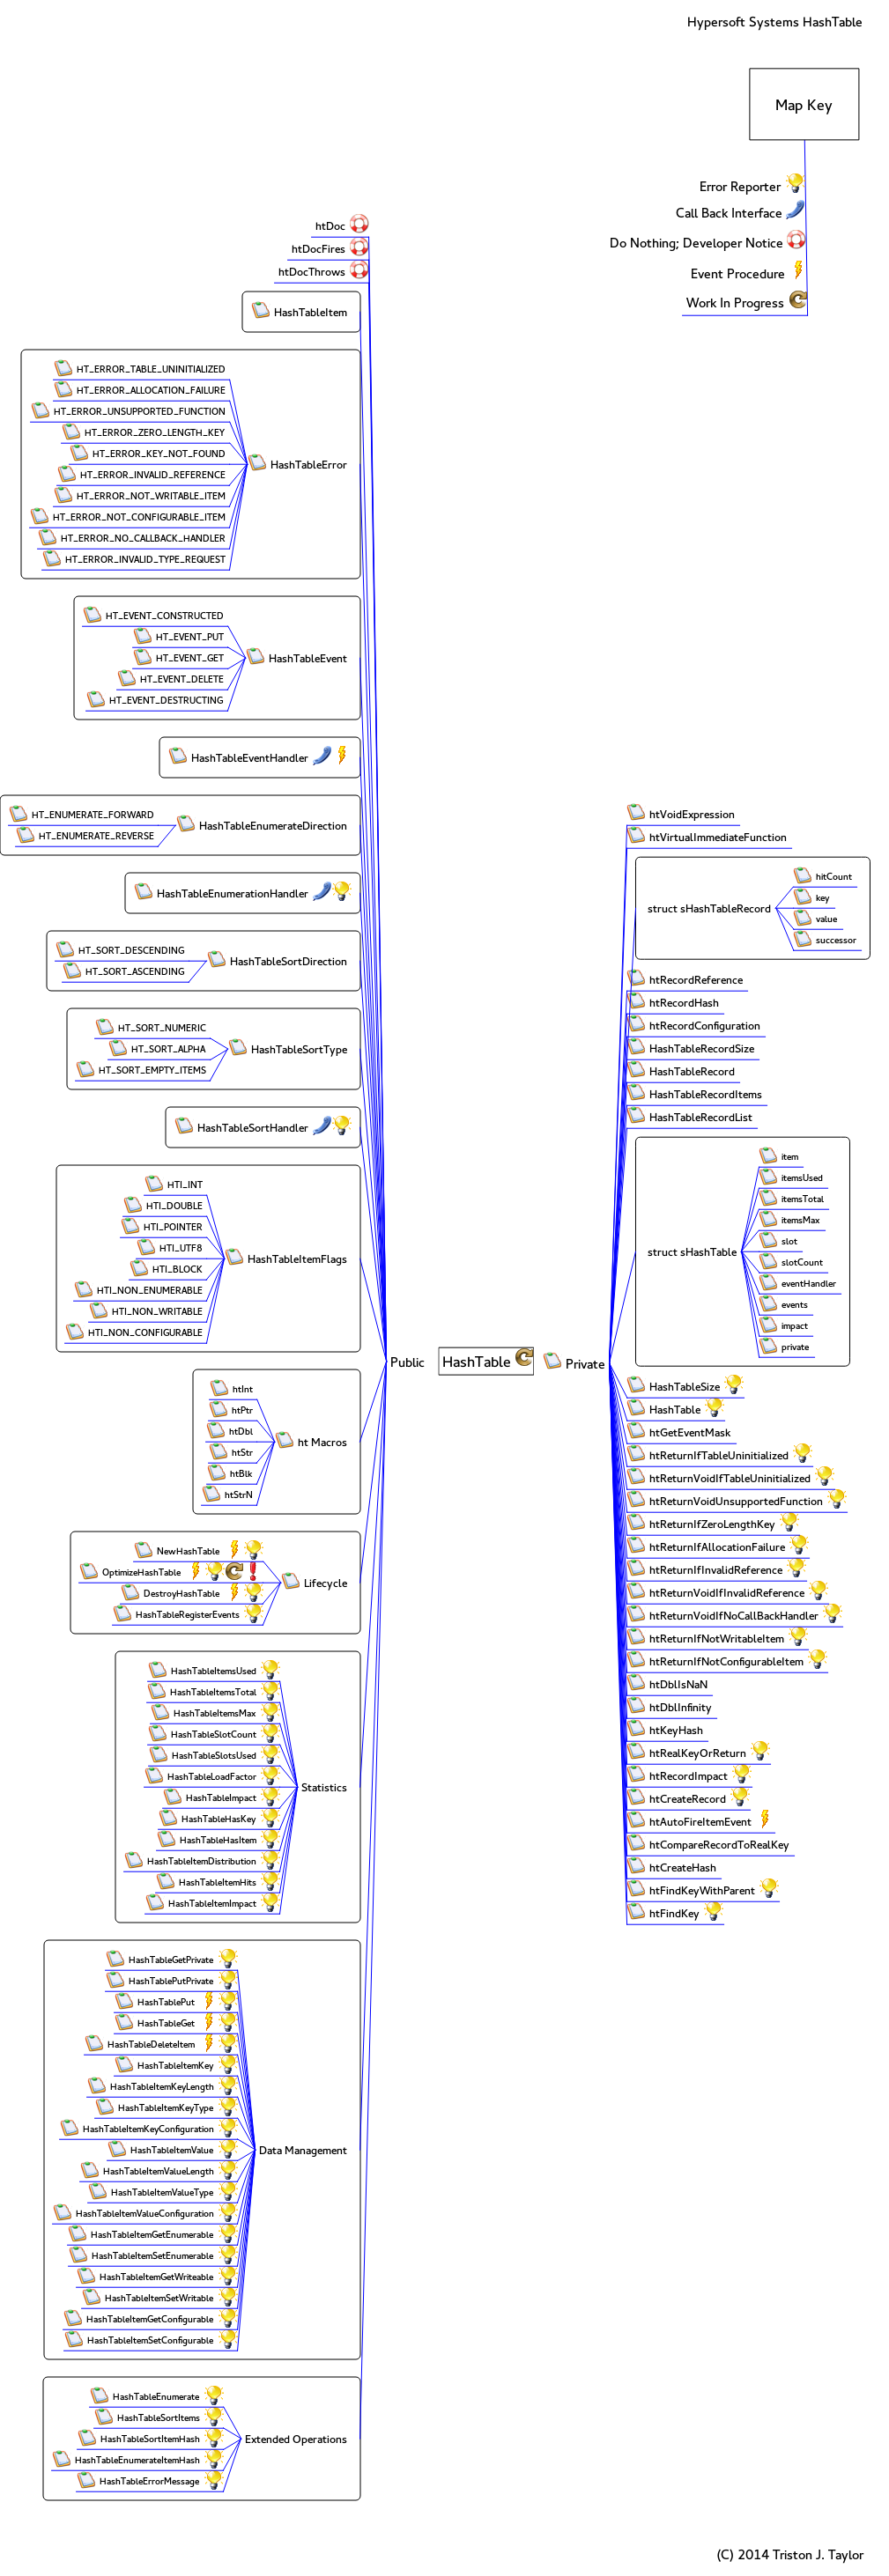 Hypersoft Systems HashTable
Map Key
Error Reporter
Call Back Interface
Do Nothing; Developer Notice
Event Procedure
Work In Progress
htDoc
htDocFires
htDocThrows
HashTableItem
HT_ERROR_TABLE_UNINITIALIZED
HT_ERROR_ALLOCATION_FAILURE
HT_ERROR_UNSUPPORTED_FUNCTION
HT_ERROR_ZERO_LENGTH_KEY
HT_ERROR_KEY_NOT_FOUND
HT_ERROR_INVALID_REFERENCE
HT_ERROR_NOT_WRITABLE_ITEM
HT_ERROR_NOT_CONFIGURABLE_ITEM
HT_ERROR_NO_CALLBACK_HANDLER
HT_ERROR_INVALID_TYPE_REQUEST
HashTableError
HT_EVENT_CONSTRUCTED
HT_EVENT_PUT
HT_EVENT_GET
HT_EVENT_DELETE
HT_EVENT_DESTRUCTING
HashTableEvent
HashTableEventHandler
HT_ENUMERATE_FORWARD
HT_ENUMERATE_REVERSE
HashTableEnumerateDirection
HashTableEnumerationHandler
HT_SORT_DESCENDING
HT_SORT_ASCENDING
HashTableSortDirection
HT_SORT_NUMERIC
HT_SORT_ALPHA
HT_SORT_EMPTY_ITEMS
HashTableSortType
HashTableSortHandler
HTI_INT
HTI_DOUBLE
HTI_POINTER
HTI_UTF8
HTI_BLOCK
HTI_NON_ENUMERABLE
HTI_NON_WRITABLE
HTI_NON_CONFIGURABLE
HashTableItemFlags
htInt
htPtr
htDbl
htStr
htBlk
htStrN
ht Macros
NewHashTable
OptimizeHashTable
DestroyHashTable
HashTableRegisterEvents
Lifecycle
HashTableItemsUsed
HashTableItemsTotal
HashTableItemsMax
HashTableSlotCount
HashTableSlotsUsed
HashTableLoadFactor
HashTableImpact
HashTableHasKey
HashTableHasItem
HashTableItemDistribution
HashTableItemHits
HashTableItemImpact
Statistics
HashTableGetPrivate
HashTablePutPrivate
HashTablePut
HashTableGet
HashTableDeleteItem
HashTableItemKey
HashTableItemKeyLength
HashTableItemKeyType
HashTableItemKeyConfiguration
HashTableItemValue
HashTableItemValueLength
HashTableItemValueType
HashTableItemValueConfiguration
HashTableItemGetEnumerable
HashTableItemSetEnumerable
HashTableItemGetWriteable
HashTableItemSetWritable
HashTableItemGetConfigurable
HashTableItemSetConfigurable
Data Management
HashTableEnumerate
HashTableSortItems
HashTableSortItemHash
HashTableEnumerateItemHash
HashTableErrorMessage
Extended Operations
Public
HashTable
Private
htVoidExpression
htVirtualImmediateFunction
struct sHashTableRecord
hitCount
key
value
successor
htRecordReference
htRecordHash
htRecordConfiguration
HashTableRecordSize
HashTableRecord
HashTableRecordItems
HashTableRecordList
struct sHashTable
item
itemsUsed
itemsTotal
itemsMax
slot
slotCount
eventHandler
events
impact
private
HashTableSize
HashTable
htGetEventMask
htReturnIfTableUninitialized
htReturnVoidIfTableUninitialized
htReturnVoidUnsupportedFunction
htReturnIfZeroLengthKey
htReturnIfAllocationFailure
htReturnIfInvalidReference
htReturnVoidIfInvalidReference
htReturnVoidIfNoCallBackHandler
htReturnIfNotWritableItem
htReturnIfNotConfigurableItem
htDblIsNaN
htDblInfinity
htKeyHash
htRealKeyOrReturn
htRecordImpact
htCreateRecord
htAutoFireItemEvent
htCompareRecordToRealKey
htCreateHash
htFindKeyWithParent
htFindKey
(C) 2014 Triston J. Taylor